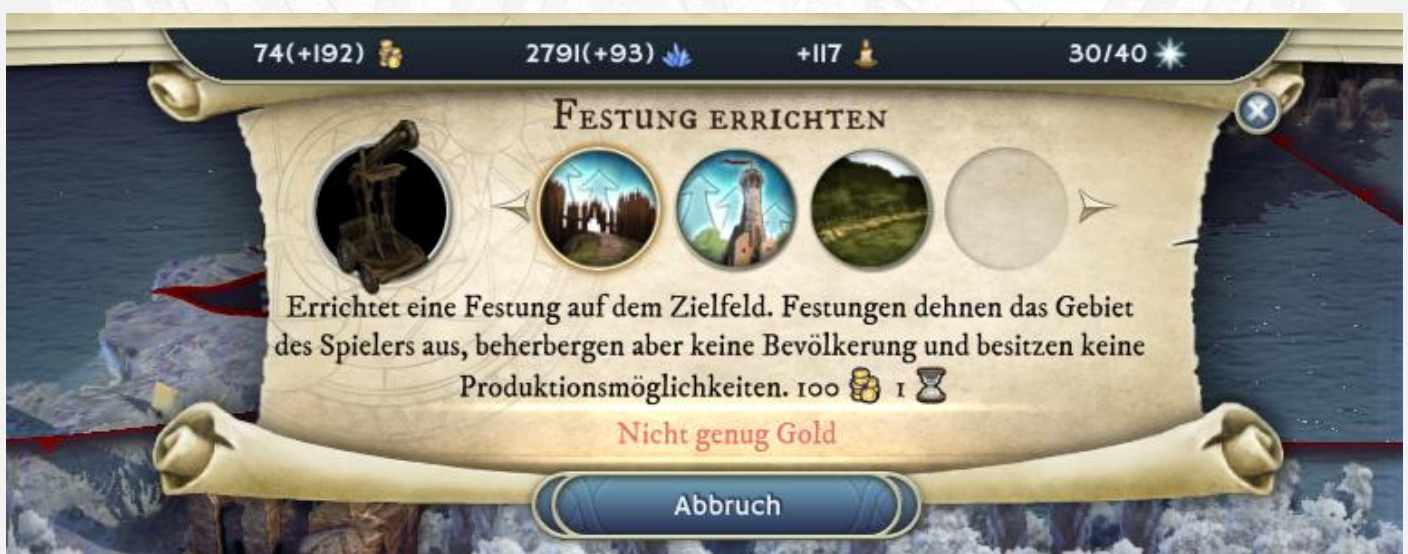 74(+192)
2791(+93)
+117
30/40
Festung errichten
Errichtet eine Festung auf dem Zielfeld. Festungen dehnen das Gebiet
des Spielers aus, beherbergen aber keine Bevölkerung und besitzen keine
Produktionsmöglichkeiten. 100 1
Nicht genug Gold
Abbruch